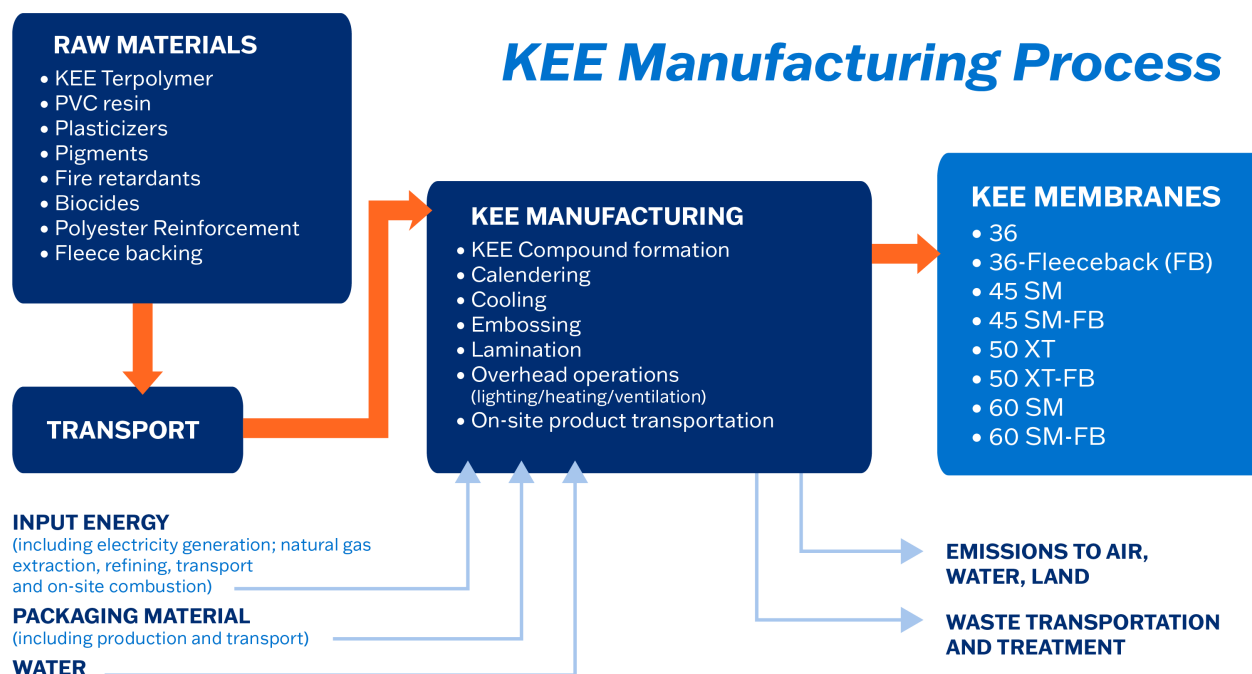 KEE Manufacturing Process
RAW MATERIALS
• KEE Terpolymer
• PVC resin
• Plasticizers
• Pigments
• Fire retardants
• Biocides
• Polyester Reinforcement
• Fleece backing
TRANSPORT
KEE MANUFACTURING
• KEE Compound formation
• Calendering
• Cooling
• Embossing
• Lamination
• Overhead operations
(lighting/heating/ventilation)
• On-site product transportation
KEE MEMBRANES
• 36
• 36-Fleeceback (FB)
• 45 SM
• 45 SM-FB
• 50 XT
• 50 XT-FB
• 60 SM
• 60 SM-FB
INPUT ENERGY
(including electricity generation; natural gas
extraction, refining, transport
and on-site combustion)
PACKAGING MATERIAL
(including production and transport)
WATER
EMISSIONS TO AIR,
WATER, LAND
WASTE TRANSPORTATION
AND TREATMENT